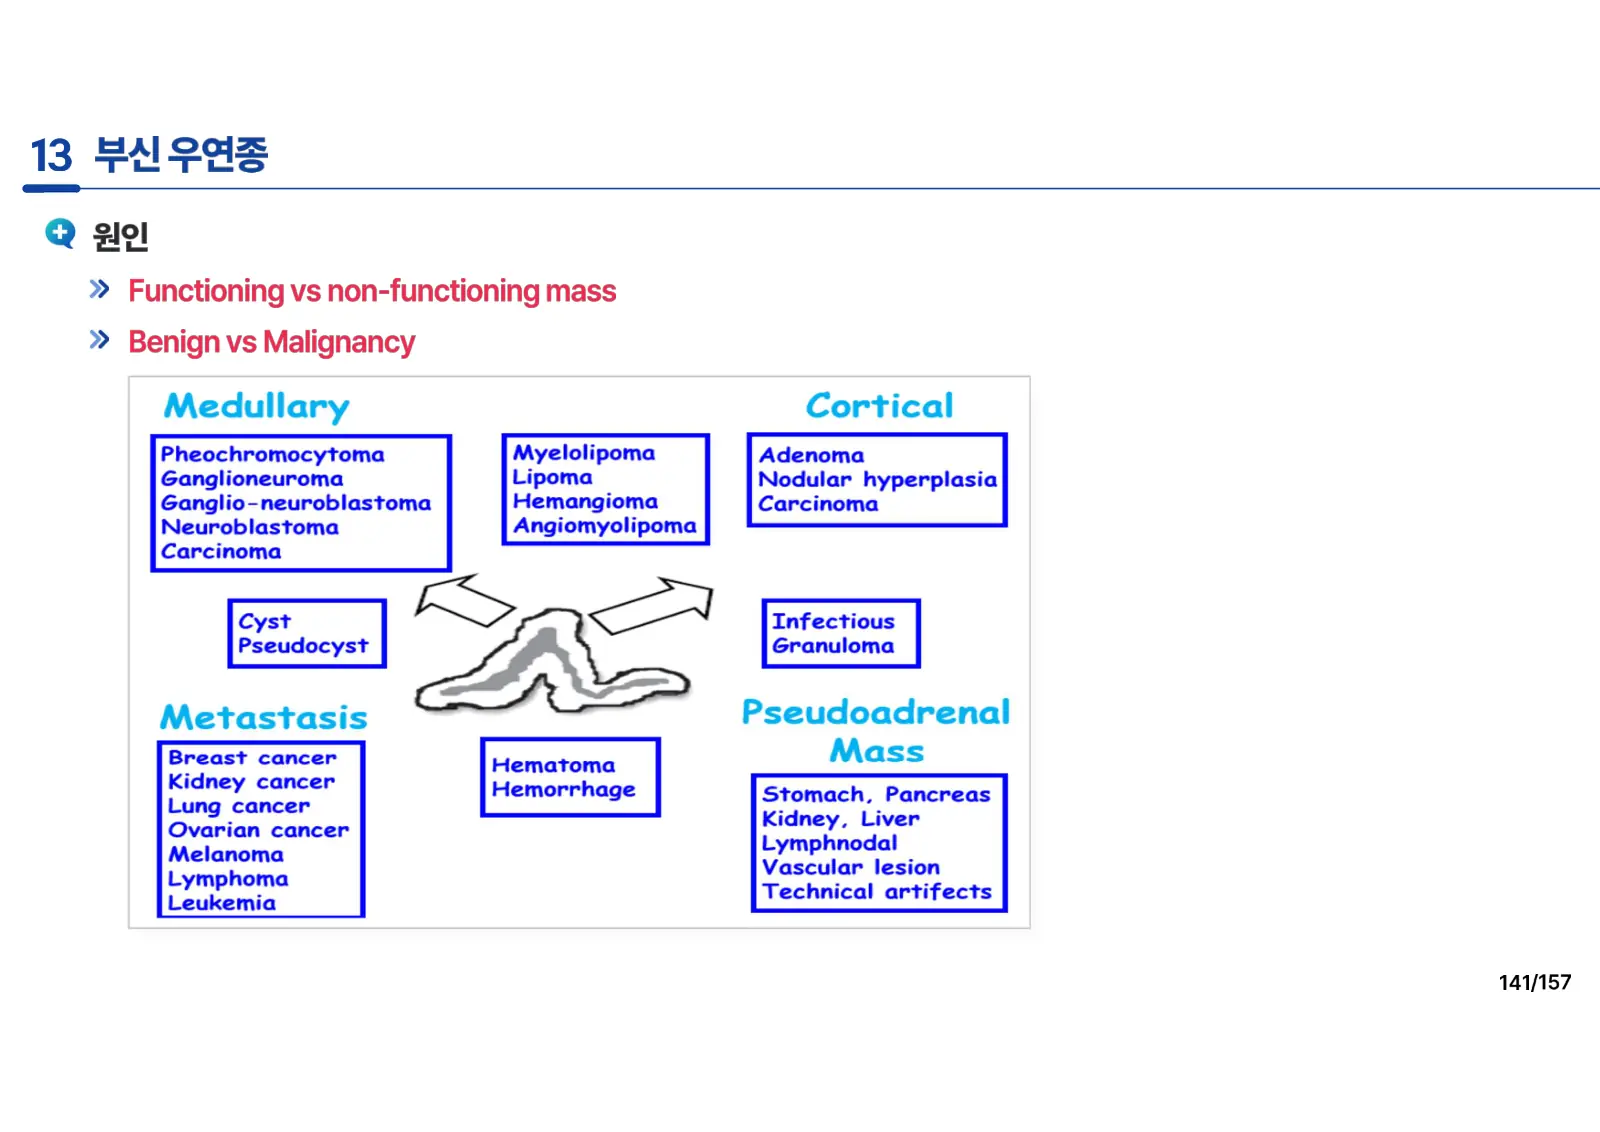 13 부신 우연종
원인
Functioning vs non-functioning mass
Benign vs Malignancy
Medullary
Pheochromocytoma
Ganglioneuroma
Ganglio-neuroblastoma
Neuroblastoma
Carcinoma
Myelolipoma
Lipoma
Hemangioma
Angiomyolipoma
Cortical
Adenoma
Nodular hyperplasia
Carcinoma
Cyst
Pseudocyst
Infectious
Granuloma
Metastasis
Breast cancer
Kidney cancer
Lung cancer
Ovarian cancer
Melanoma
Lymphoma
Leukemia
Hematoma
Hemorrhage
Pseudoadrenal
Mass
Stomach, Pancreas
Kidney, Liver
Lymphnodal
Vascular lesion
Technical artifects
141/157